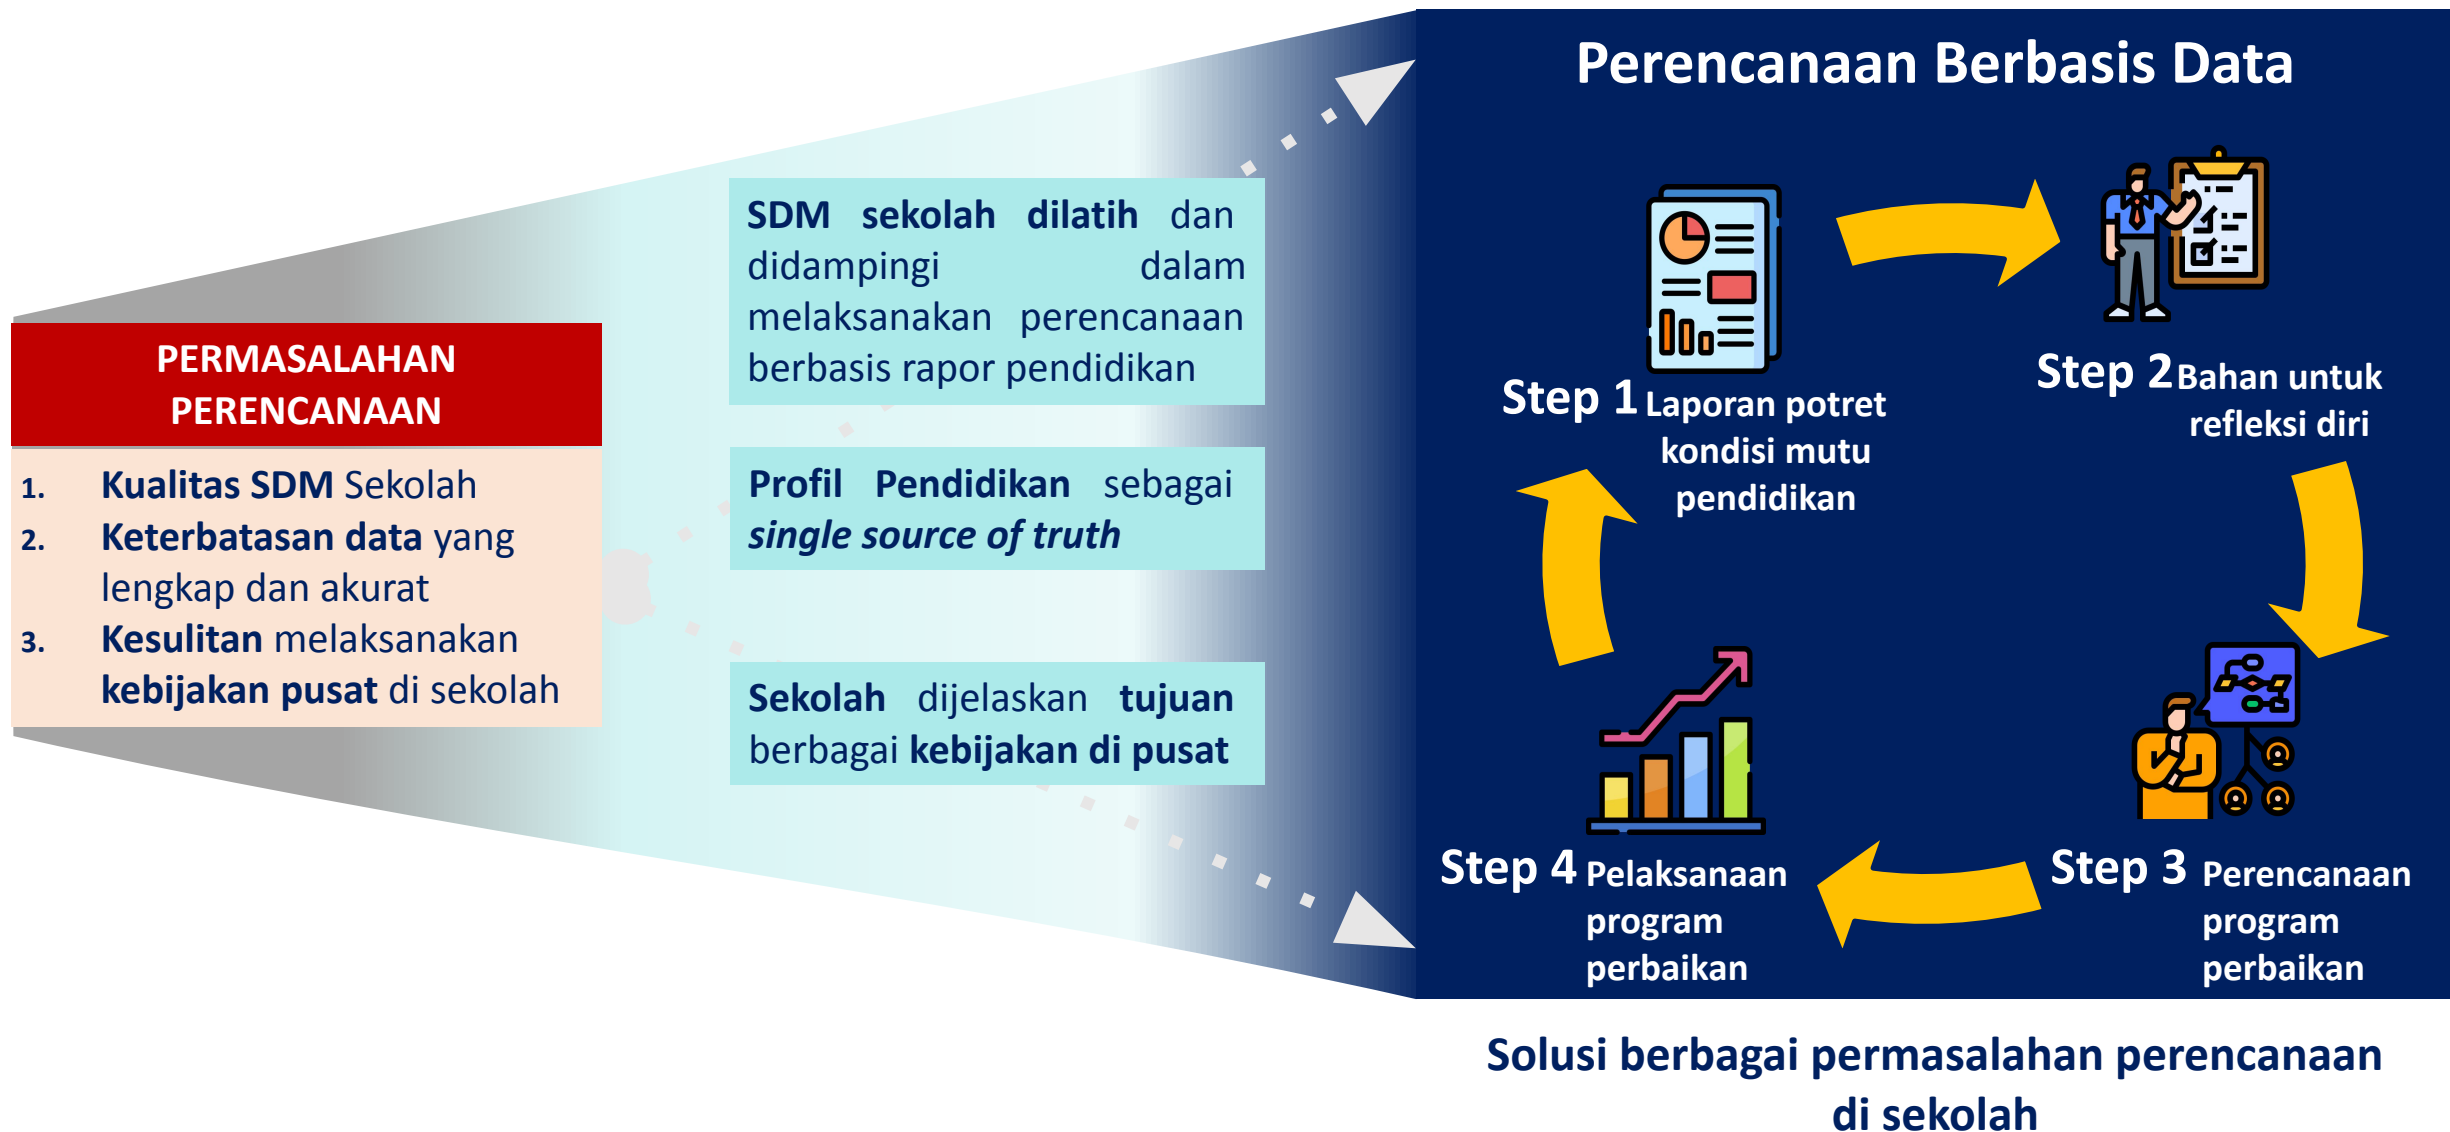 PERMASALAHAN
PERENCANAAN
1. Kualitas SDM Sekolah
2. Keterbatasan data yang
lengkap dan akurat
3. Kesulitan melaksanakan
kebijakan pusat di sekolah
SDM sekolah dilatih dan
didampingi dalam
melaksanakan perencanaan
berbasis rapor pendidikan
Profil Pendidikan sebagai
single source of truth
Sekolah dijelaskan tujuan
berbagai kebijakan di pusat
Perencanaan Berbasis Data
Step 1 Laporan potret
kondisi mutu
pendidikan
Step 2 Bahan untuk
refleksi diri
Step 3 Perencanaan
program
perbaikan
Step 4 Pelaksanaan
program
perbaikan
Solusi berbagai permasalahan perencanaan
di sekolah